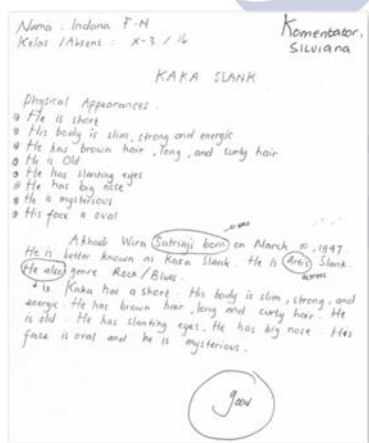 Nama : Indana F.N
Kelas / Absent : X-3 / 16
Komentator,
SILVIANA
KAKA SLANK
Physical Appearances.
He is short
His body is slim, strong and energic
He has brown hair, long, and curly hair
He is Old
He has slanting eyes
He has big nose
He is mysterious
His face is oval
was
Akhadi Wira Satriaji born on March 10, 1947.
He is better known as Kaka Slank. He is Artis Slank.
He also genre Rock / Blues.
is Kaka has a short. His body is slim, strong, and
energic. He has brown hair, long and curly hair. He
is old. He has slanting eyes. He has big nose. His
face is oval and he is mysterious.
good